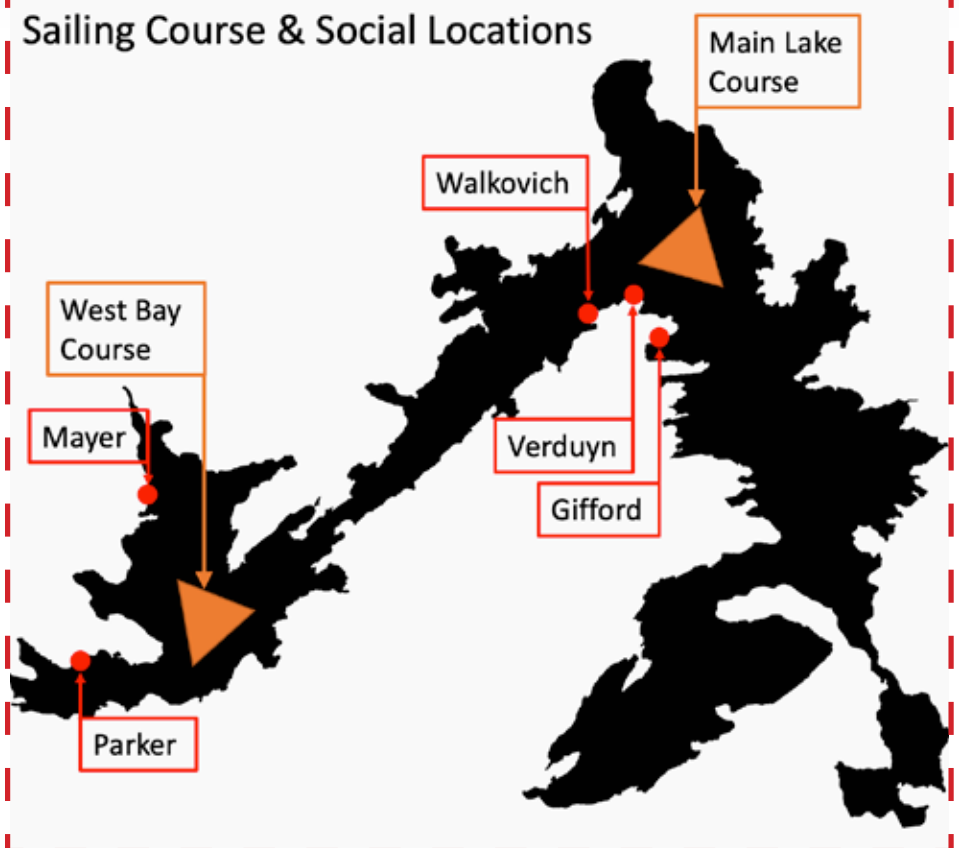 Sailing Course & Social Locations
Main Lake
Course
Walkovich
West Bay
Course
Mayer
Verduyn
Gifford
Parker